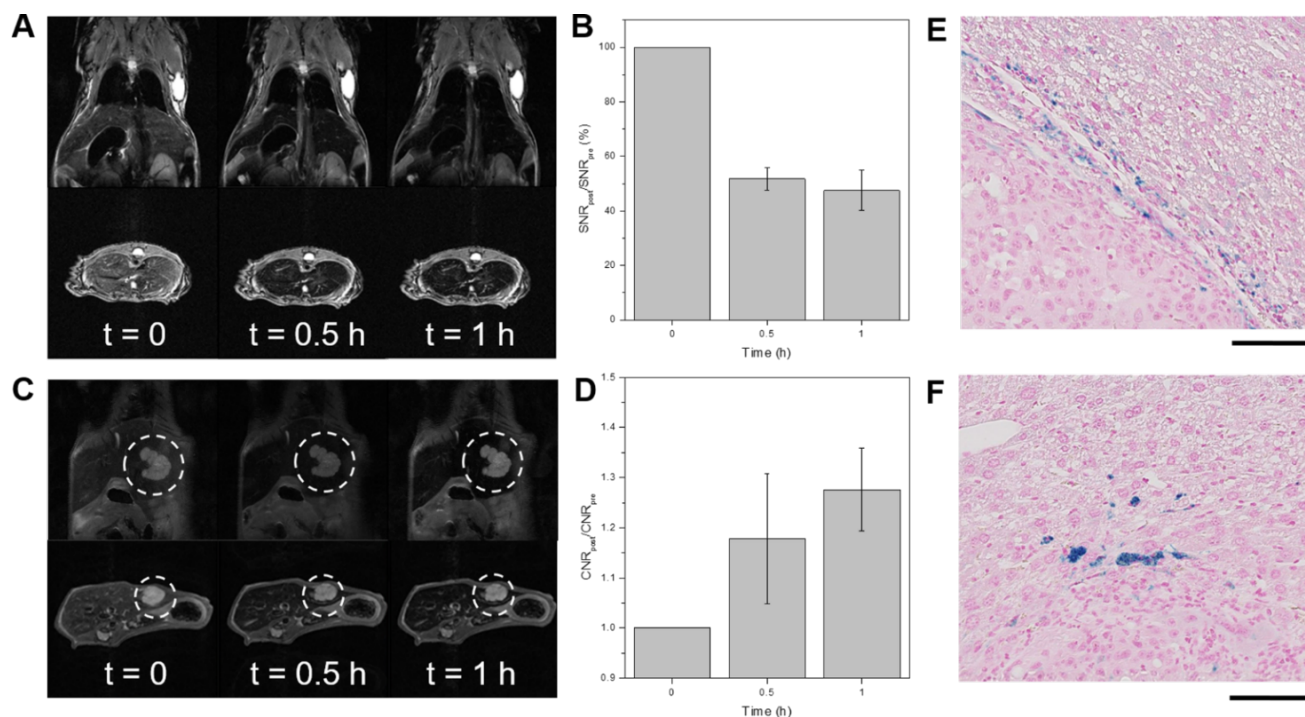 A
t = 0
t = 0.5 h
t = 1 h
B
100
80
60
40
20
0
SNRpost/SNRpre (%)
0
0.5
1
Time (h)
E
C
t = 0
t = 0.5 h
t = 1 h
D
1.5
1.4
1.3
1.2
1.1
1.0
0.9
CNRpost/CNRpre
0
0.5
1
Time (h)
F